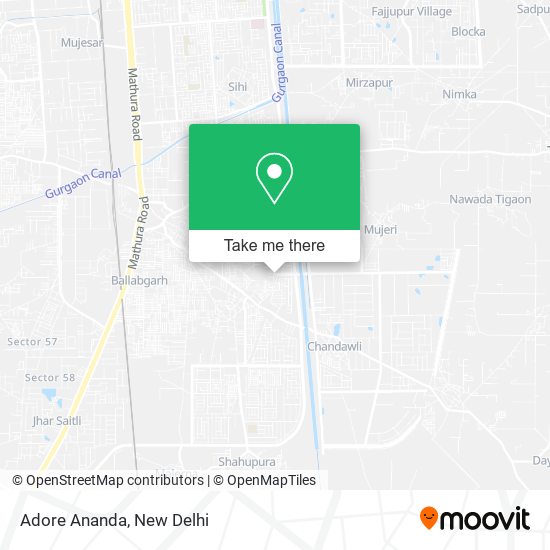 Fajjupur Village
Sadpu
Blocka
Mujesar
Sihi
Gurgaon Canal
Mirzapur
Nimka
Mathura Road
Gurgaon Canal
Nawada Tigaon
Mathura Road
Mujeri
Take me there
Ballabgarh
Sector 57
Chandawli
Sector 58
Jhar Saitli
Shahupura
Day
© OpenStreetMap contributors | © OpenMapTiles
Adore Ananda, New Delhi
moovit